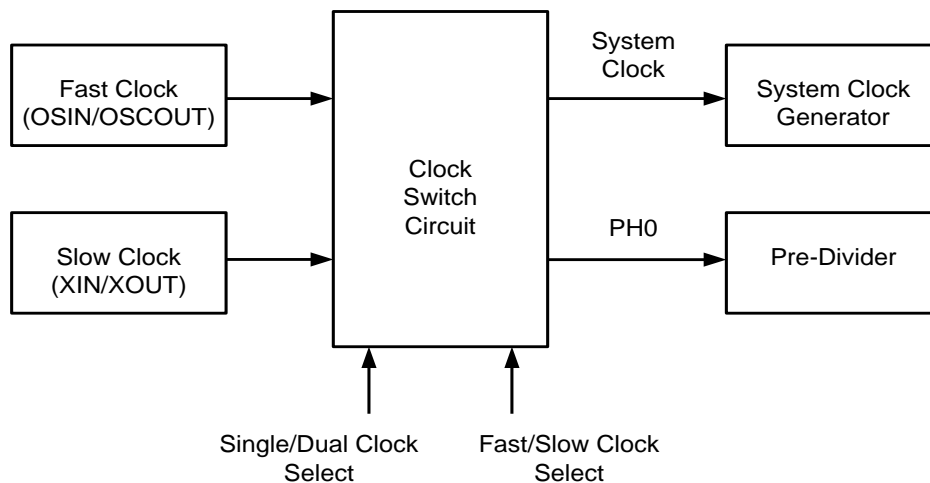 System
Clock
Fast Clock
(OSIN/OSCOUT)
System Clock
Generator
Clock
Switch
Circuit
PH0
Slow Clock
(XIN/XOUT)
Pre-Divider
Single/Dual Clock
Select
Fast/Slow Clock
Select